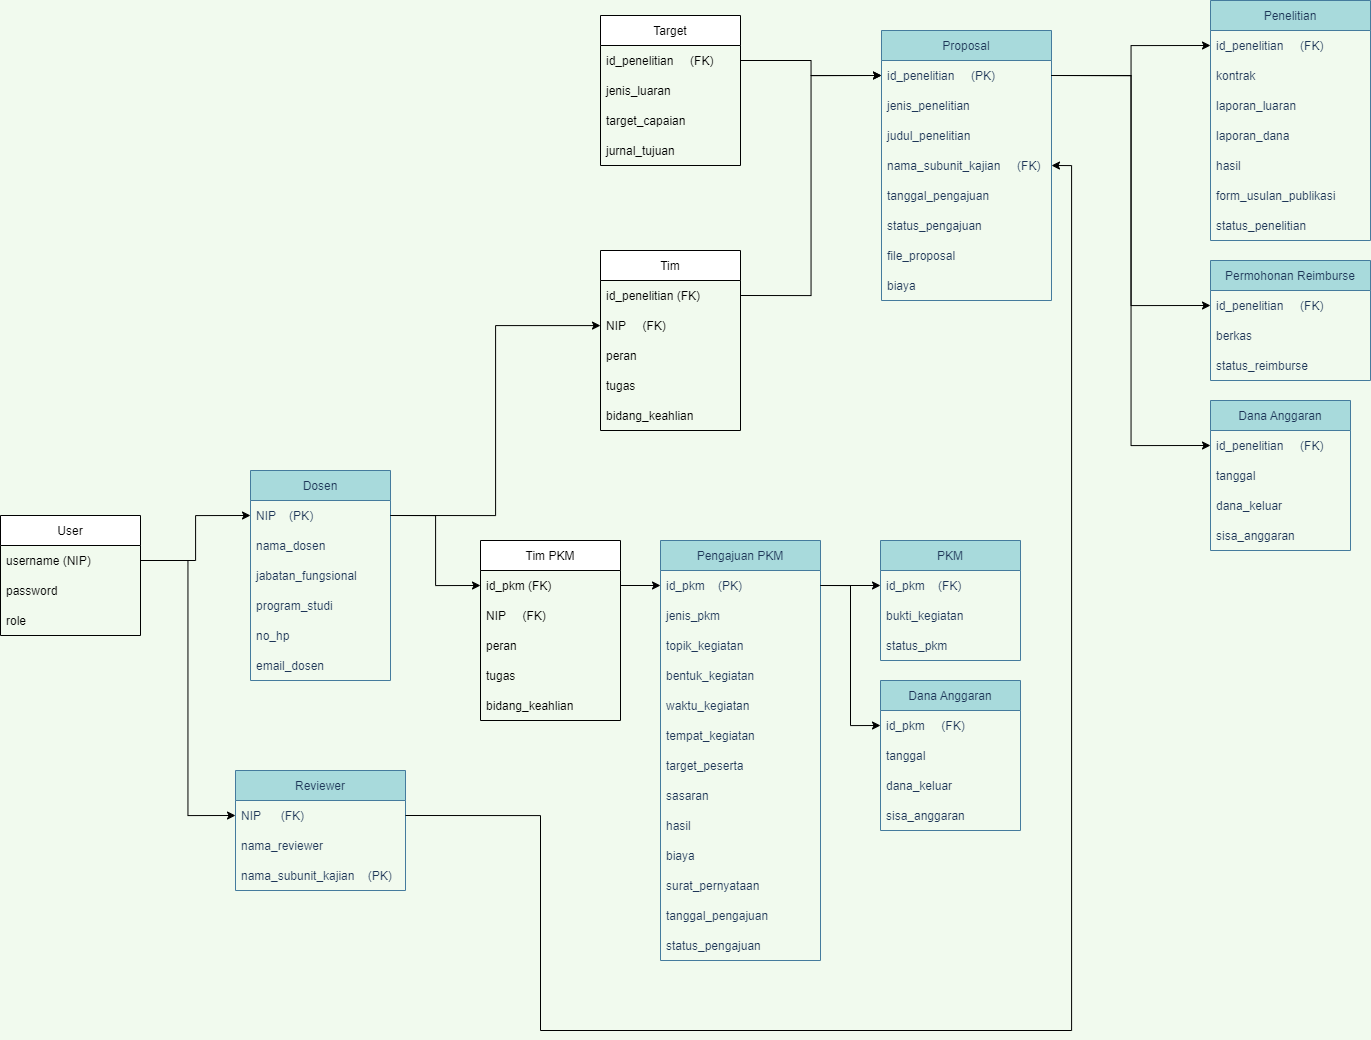 Target
id_penelitian (FK)
jenis_luaran
target_capaian
jurnal_tujuan
Proposal
id_penelitian (PK)
jenis_penelitian
judul_penelitian
nama_subunit_kajian (FK)
tanggal_pengajuan
status_pengajuan
file_proposal
biaya
Penelitian
id_penelitian (FK)
kontrak
laporan_luaran
laporan_dana
hasil
form_usulan_publikasi
status_penelitian
Tim
id_penelitian (FK)
NIP (FK)
peran
tugas
bidang_keahlian
Permohonan Reimburse
id_penelitian (FK)
berkas
status_reimburse
Dana Anggaran
id_penelitian (FK)
tanggal
dana_keluar
sisa_anggaran
User
username (NIP)
password
role
Dosen
NIP (PK)
nama_dosen
jabatan_fungsional
program_studi
no_hp
email_dosen
Tim PKM
id_pkm (FK)
NIP (FK)
peran
tugas
bidang_keahlian
Pengajuan PKM
id_pkm (PK)
jenis_pkm
topik_kegiatan
bentuk_kegiatan
waktu_kegiatan
tempat_kegiatan
target_peserta
sasaran
hasil
biaya
surat_pernyataan
tanggal_pengajuan
status_pengajuan
PKM
id_pkm (FK)
bukti_kegiatan
status_pkm
Dana Anggaran
id_pkm (FK)
tanggal
dana_keluar
sisa_anggaran
Reviewer
NIP (FK)
nama_reviewer
nama_subunit_kajian (PK)